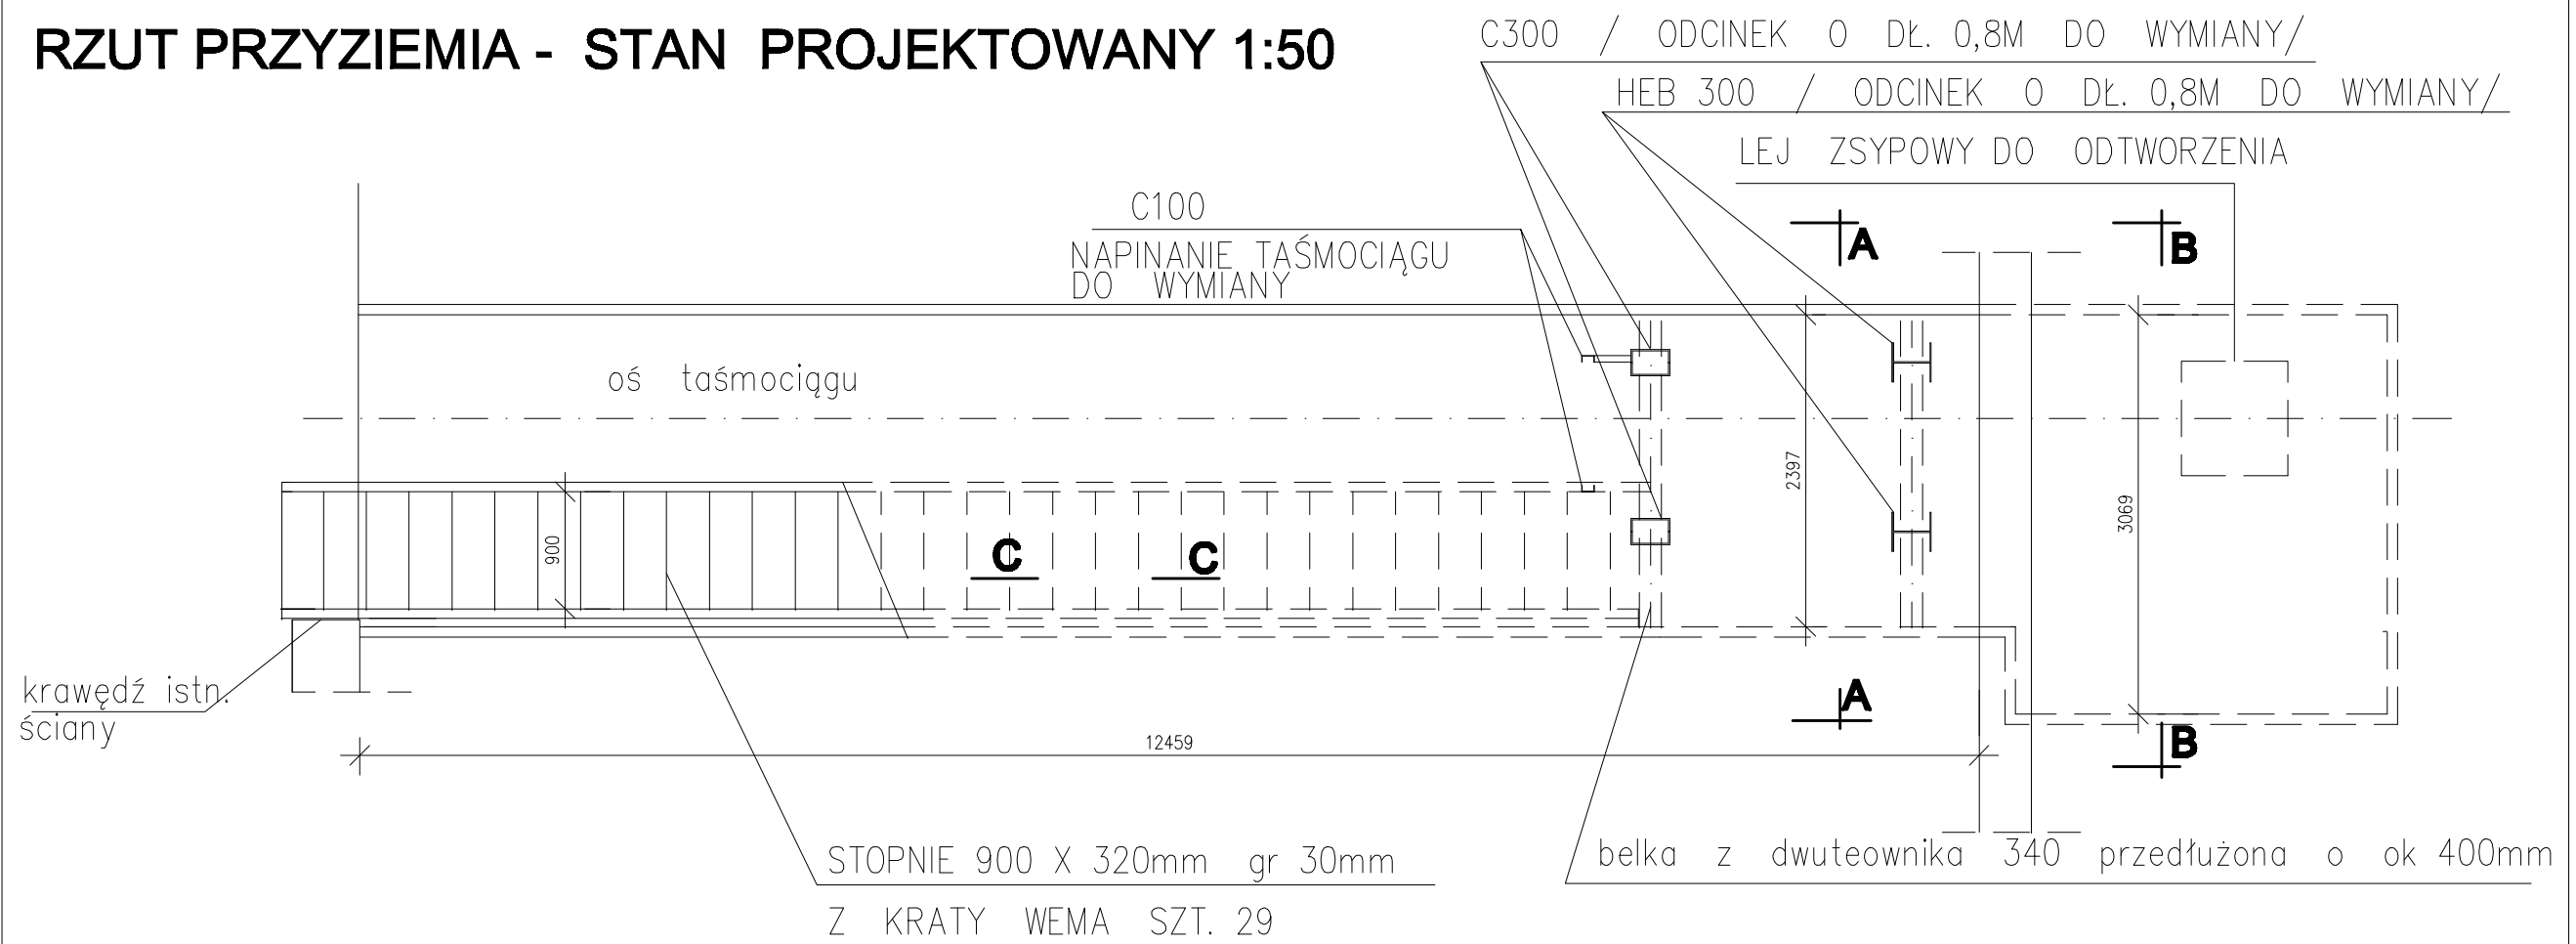 RZUT PRZYZIEMIA - STAN PROJEKTOWANY 1:50
C300 / ODCINEK O DŁ. 0,8M DO WYMIANY/
HEB 300 / ODCINEK O DŁ. 0,8M DO WYMIANY/
LEJ ZSYPOWY DO ODTWORZENIA
C100
NAPINANIE TAŚMOCIĄGU
DO WYMIANY
A
B
oś taśmociągu
2397
3069
900
C
C
krawędź istn.
ściany
A
B
12459
STOPNIE 900 X 320mm gr 30mm
Z KRATY WEMA SZT. 29
belka z dwuteownika 340 przedłużona o ok 400mm